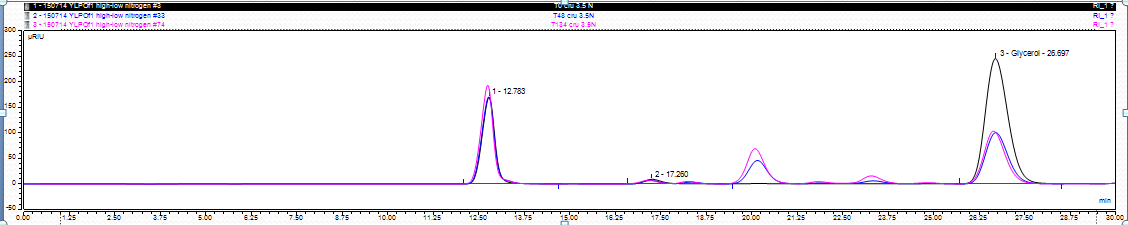 1 - 150714 YLPOf1 high-low nitrogen #3 T0 cru 3.5 N RI_1 ?
2 - 150714 YLPOf1 high-low nitrogen #33 T48 cru 3.5N RI_1 ?
3 - 150714 YLPOf1 high-low nitrogen #74 T134 cru 3.5N RI_1 ?
300
µRIU
250
3 - Glycerol - 26.697
200
1 - 12.783
150
100
50
2 - 17.260
0
-50
min
0.00 1.25 2.50 3.75 5.00 6.25 7.50 8.75 10.00 11.25 12.50 13.75 15.00 16.25 17.50 18.75 20.00 21.25 22.50 23.75 25.00 26.25 27.50 28.75 30.00